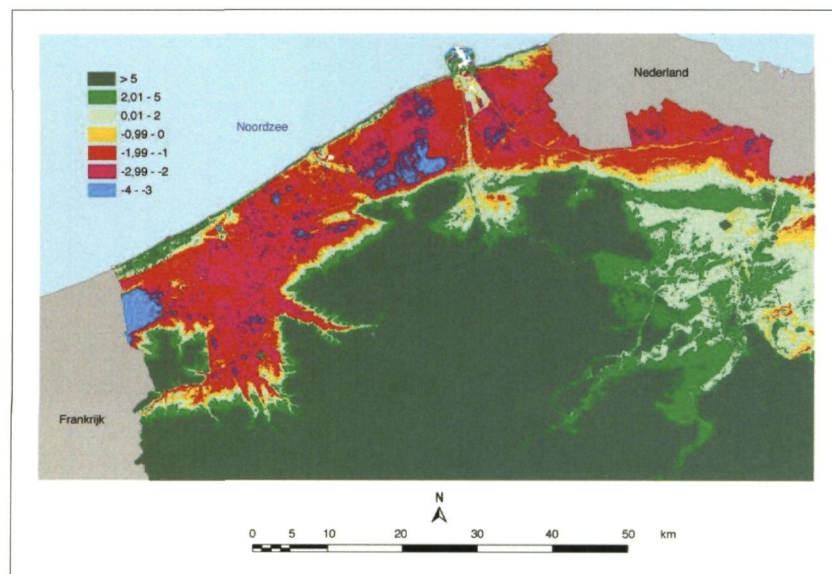 > 5
2,01 - 5
0,01 - 2
-0,99 - 0
-1,99 - -1
-2,99 - -2
-4 - -3
Noordzee
Nederland
Frankrijk
N
0 5 10 20 30 40 50 km